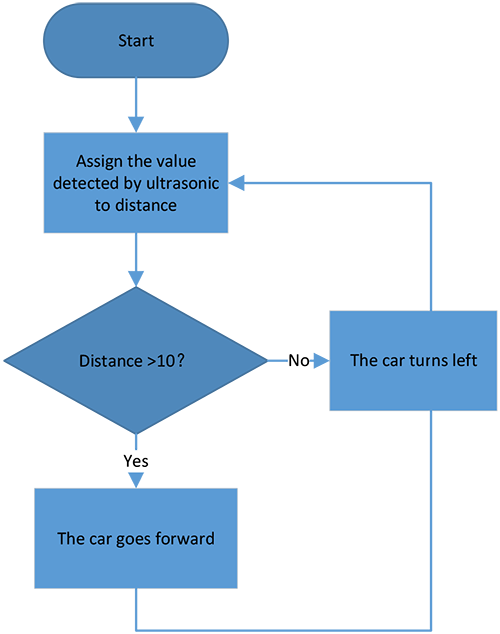 Start
Assign the value
detected by ultrasonic
to distance
Distance >10?
No
The car turns left
Yes
The car goes forward